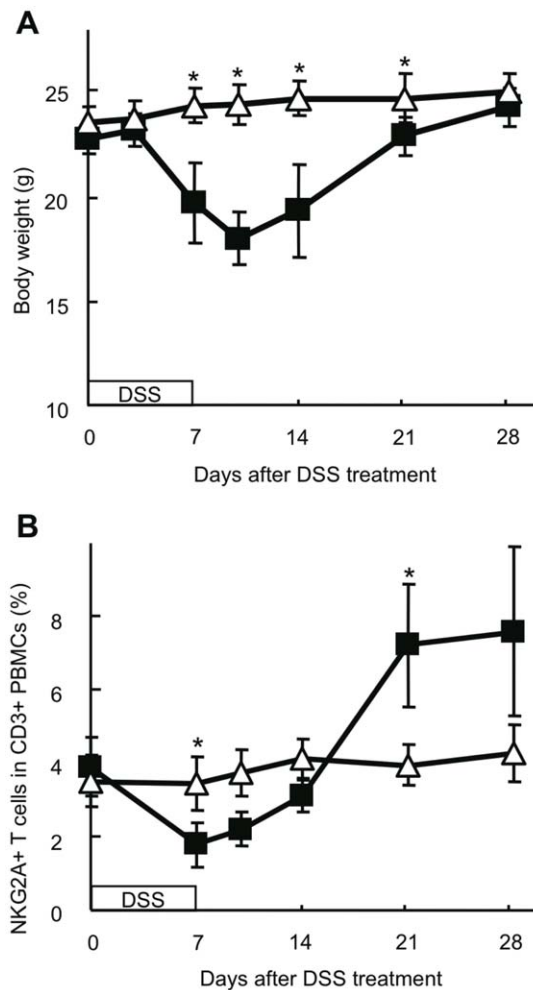 A
Body weight (g)
25
20
15
10
* * * *
DSS
0 7 14 21 28
Days after DSS treatment
B
NKG2A+ T cells in CD3+ PBMCs (%)
8
6
4
2
0
* *
DSS
0 7 14 21 28
Days after DSS treatment